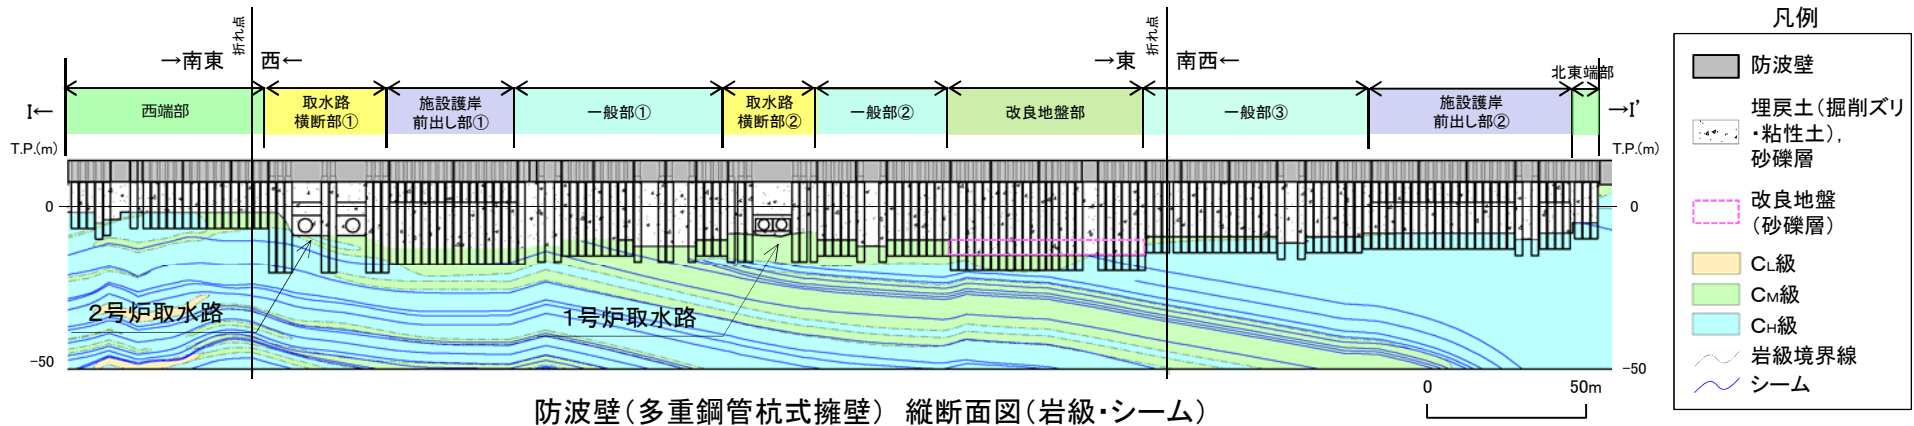 折れ点
折れ点
凡例
→南東
西←
→東
南西←
北東端部
I←
西端部
取水路
横断部①
施設護岸
前出し部①
一般部①
取水路
横断部②
一般部②
改良地盤部
一般部③
施設護岸
前出し部②
→I'
T.P.(m)
T.P.(m)
0
0
2号炉取水路
1号炉取水路
-50
-50
0
50m
防波壁(多重鋼管杭式擁壁) 縦断面図(岩級・シーム)
防波壁
埋戻土(掘削ズリ
・粘性土),
砂礫層
改良地盤
(砂礫層)
CL級
CM級
CH級
岩級境界線
シーム